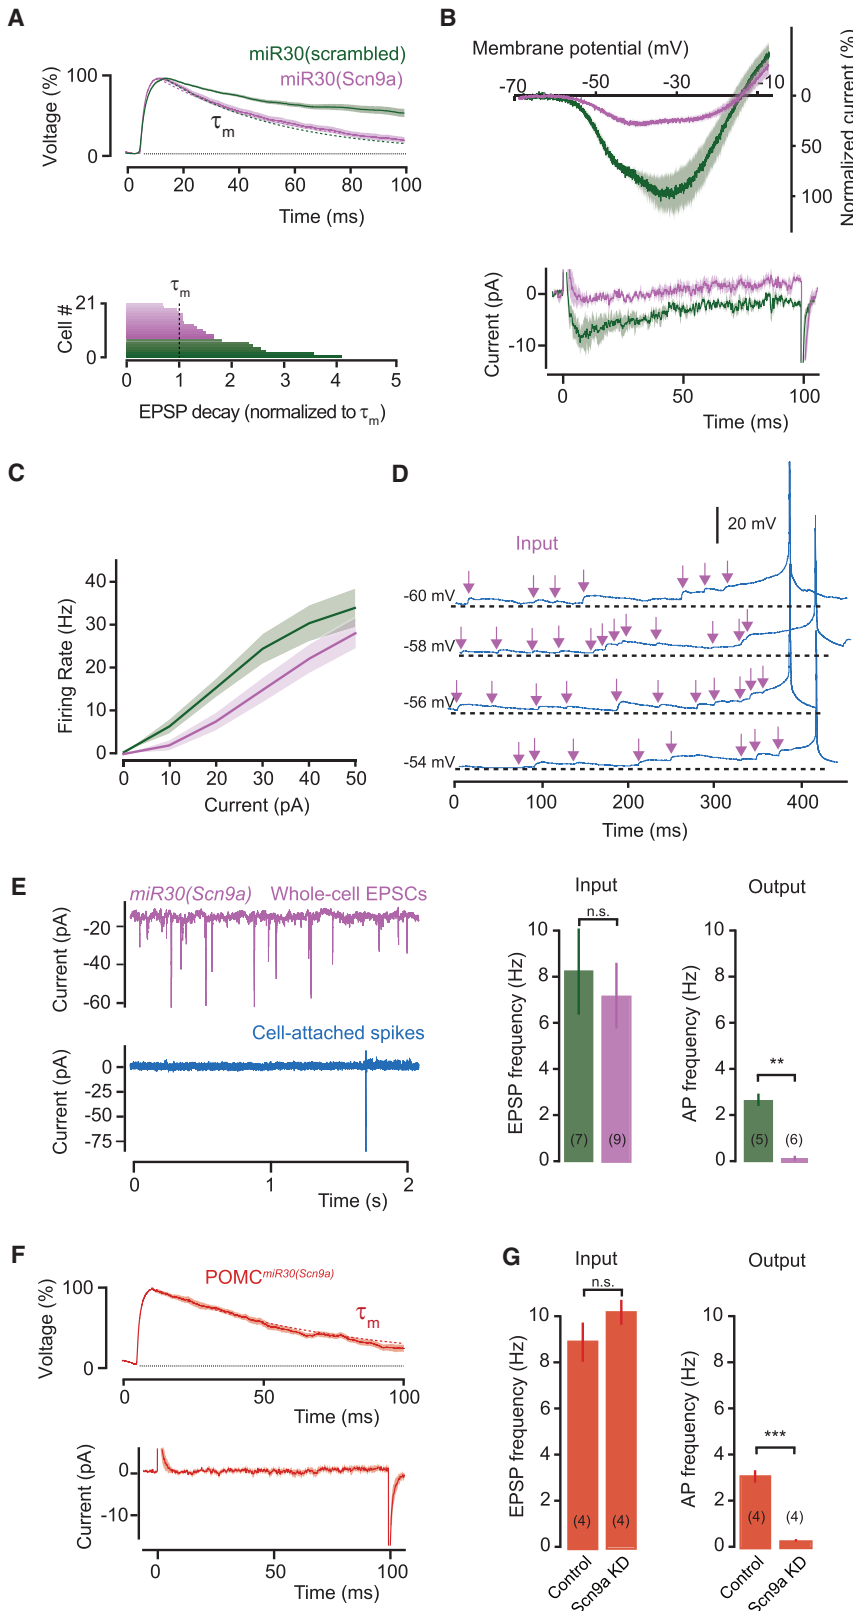 A
miR30(scrambled)
miR30(Scn9a)
Voltage (%)
100
0
τm
0
20
40
60
80
100
Time (ms)
Cell #
21
0
τm
0
1
2
3
4
5
EPSP decay (normalized to τm)
B
Membrane potential (mV)
-70
-50
-30
-10
0
50
100
Normalized current (%)
Current (pA)
0
-10
0
50
100
Time (ms)
C
Firing Rate (Hz)
40
30
20
10
0
0
10
20
30
40
50
Current (pA)
D
20 mV
Input
-60 mV
-58 mV
-56 mV
-54 mV
0
100
200
300
400
Time (ms)
E
miR30(Scn9a)
Whole-cell EPSCs
Current (pA)
-20
-40
-60
Cell-attached spikes
Current (pA)
0
-25
-50
-75
0
1
2
Time (s)
Input
n.s.
EPSP frequency (Hz)
10
8
6
4
2
0
(7)
(9)
Output
**
AP frequency (Hz)
10
8
6
4
2
0
(5)
(6)
F
POMCmiR30(Scn9a)
Voltage (%)
100
0
τm
0
50
100
Time (ms)
Current (pA)
0
-10
0
50
100
Time (ms)
G
Input
n.s.
EPSP frequency (Hz)
10
8
6
4
2
0
(4)
(4)
Control
Scn9a KD
Output
***
AP frequency (Hz)
10
8
6
4
2
0
(4)
(4)
Control
Scn9a KD